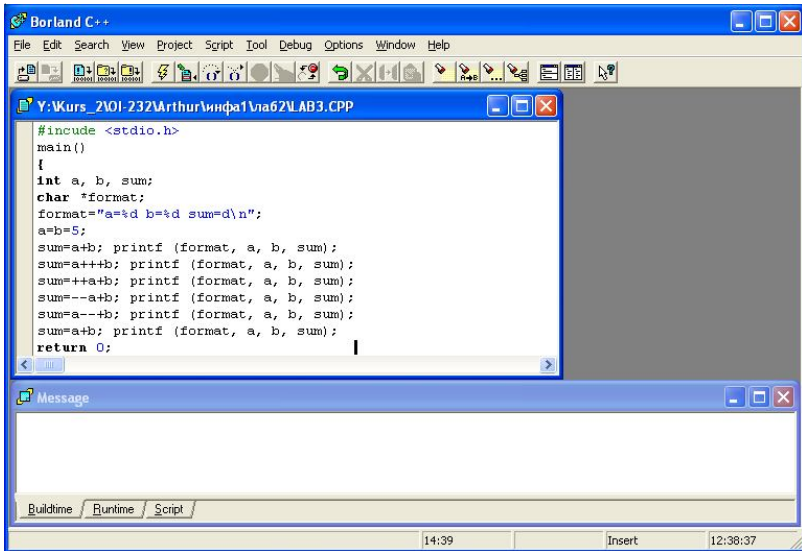 Borland C++
File Edit Search View Project Script Tool Debug Options Window Help
Y:\Kurs_2\OI-232\Arthur\инфа1\лаб2\LAB3.CPP
#incude <stdio.h>
main()
{
int a, b, sum;
char *format;
format="a=%d b=%d sum=d\n";
a=b=5;
sum=a+b; printf (format, a, b, sum);
sum=a+++b; printf (format, a, b, sum);
sum=++a+b; printf (format, a, b, sum);
sum=--a+b; printf (format, a, b, sum);
sum=a--+b; printf (format, a, b, sum);
sum=a+b; printf (format, a, b, sum);
return 0;
Message
Buildtime Runtime Script
14:39 Insert 12:38:37